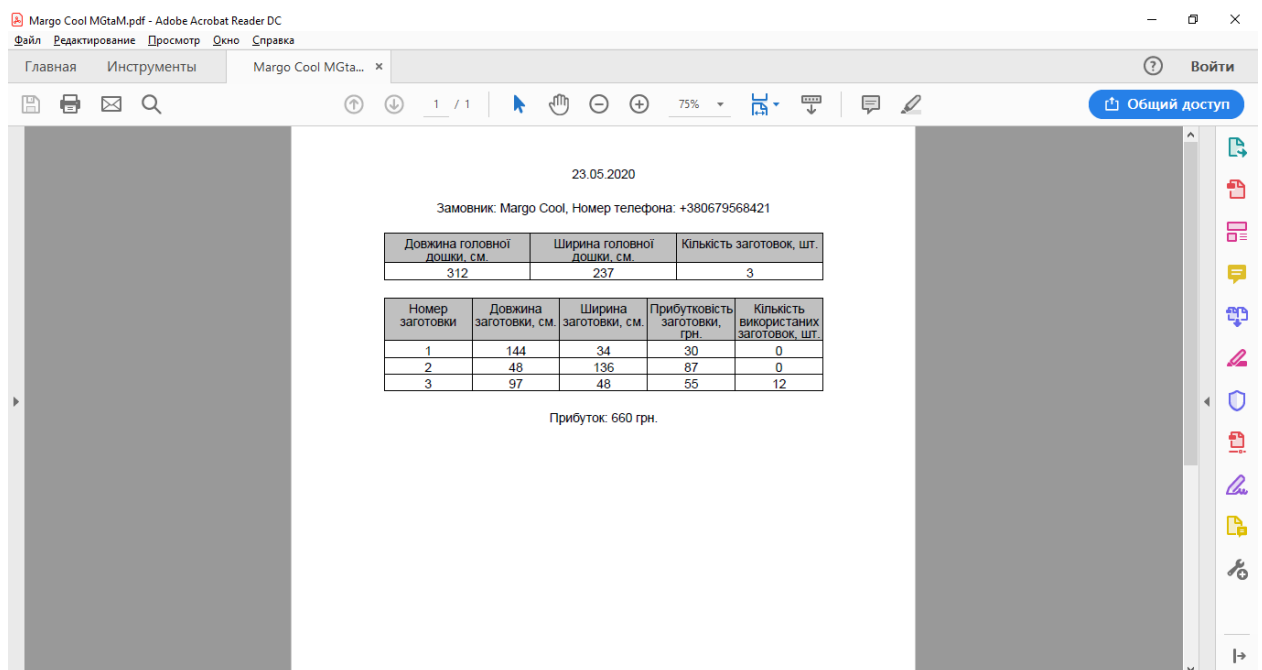 Margo Cool MGtaM.pdf - Adobe Acrobat Reader DC
Файл Редактирование Просмотр Окно Справка
Главная Инструменты Margo Cool MGta... × Войти
1 / 1 75% Общий доступ
23.05.2020
Замовник: Margo Cool, Номер телефона: +380679568421
Довжина головної дошки, см. Ширина головної дошки, см. Кількість заготовок, шт.
312 237 3
Номер заготовки Довжина заготовки, см. Ширина заготовки, см. Прибутковість заготовки, грн. Кількість використаних заготовок, шт.
1 144 34 30 0
2 48 136 87 0
3 97 48 55 12
Прибуток: 660 грн.